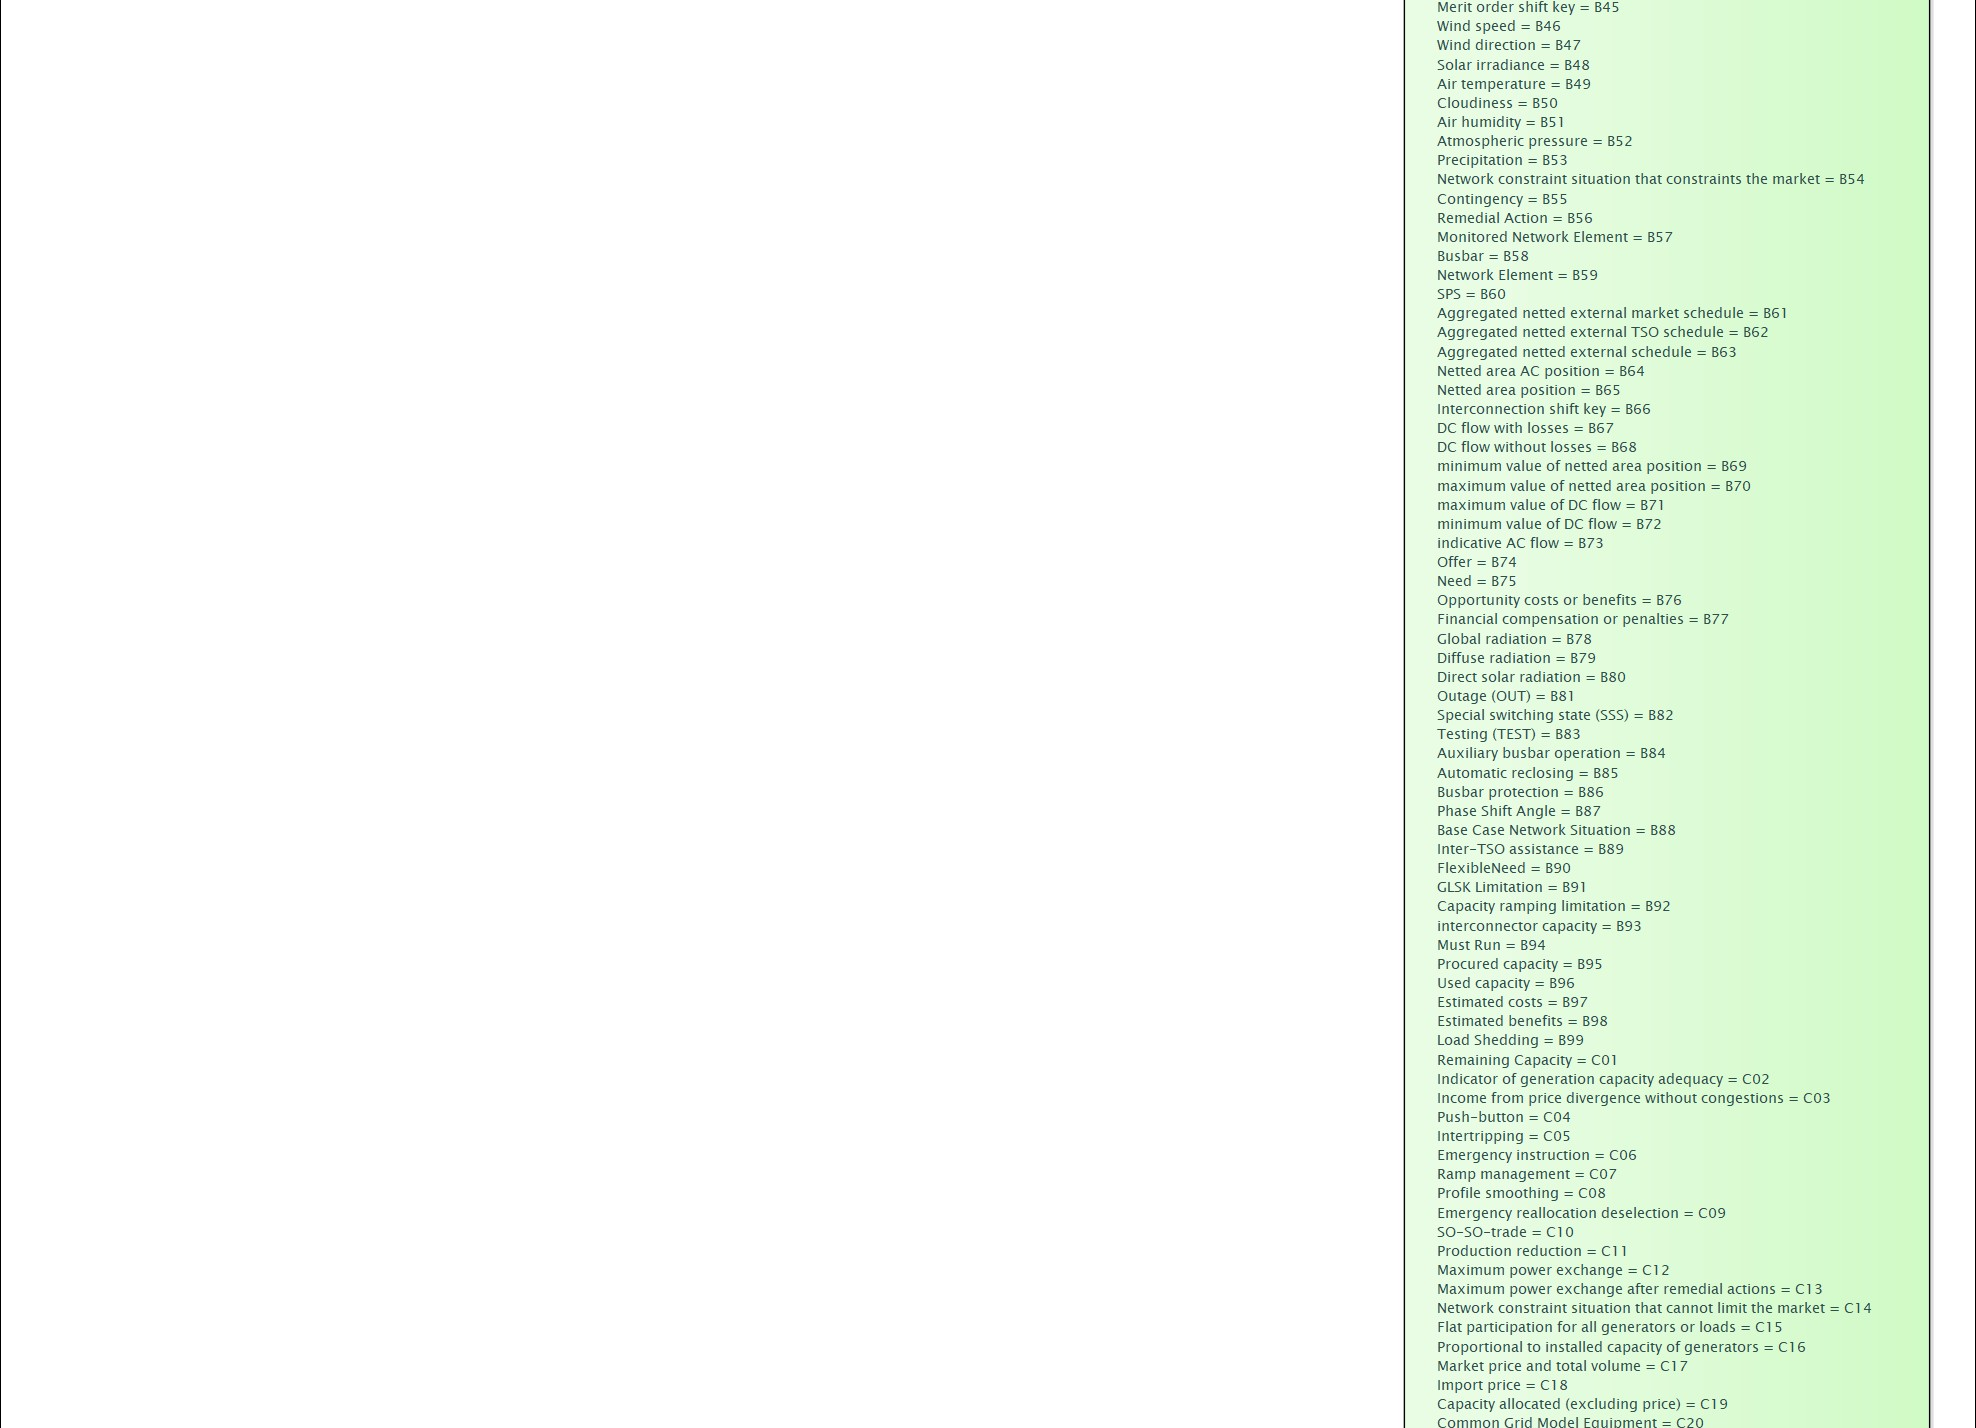 Merit order shift key = B45
Wind speed = B46
Wind direction = B47
Solar irradiance = B48
Air temperature = B49
Cloudiness = B50
Air humidity = B51
Atmospheric pressure = B52
Precipitation = B53
Network constraint situation that constraints the market = B54
Contingency = B55
Remedial Action = B56
Monitored Network Element = B57
Busbar = B58
Network Element = B59
SPS = B60
Aggregated netted external market schedule = B61
Aggregated netted external TSO schedule = B62
Aggregated netted external schedule = B63
Netted area AC position = B64
Netted area position = B65
Interconnection shift key = B66
DC flow with losses = B67
DC flow without losses = B68
minimum value of netted area position = B69
maximum value of netted area position = B70
maximum value of DC flow = B71
minimum value of DC flow = B72
indicative AC flow = B73
Offer = B74
Need = B75
Opportunity costs or benefits = B76
Financial compensation or penalties = B77
Global radiation = B78
Diffuse radiation = B79
Direct solar radiation = B80
Outage (OUT) = B81
Special switching state (SSS) = B82
Testing (TEST) = B83
Auxiliary busbar operation = B84
Automatic reclosing = B85
Busbar protection = B86
Phase Shift Angle = B87
Base Case Network Situation = B88
Inter-TSO assistance = B89
FlexibleNeed = B90
GLSK Limitation = B91
Capacity ramping limitation = B92
interconnector capacity = B93
Must Run = B94
Procured capacity = B95
Used capacity = B96
Estimated costs = B97
Estimated benefits = B98
Load Shedding = B99
Remaining Capacity = C01
Indicator of generation capacity adequacy = C02
Income from price divergence without congestions = C03
Push-button = C04
Intertripping = C05
Emergency instruction = C06
Ramp management = C07
Profile smoothing = C08
Emergency reallocation deselection = C09
SO-SO-trade = C10
Production reduction = C11
Maximum power exchange = C12
Maximum power exchange after remedial actions = C13
Network constraint situation that cannot limit the market = C14
Flat participation for all generators or loads = C15
Proportional to installed capacity of generators = C16
Market price and total volume = C17
Import price = C18
Capacity allocated (excluding price) = C19
Common Grid Model Equipment = C20